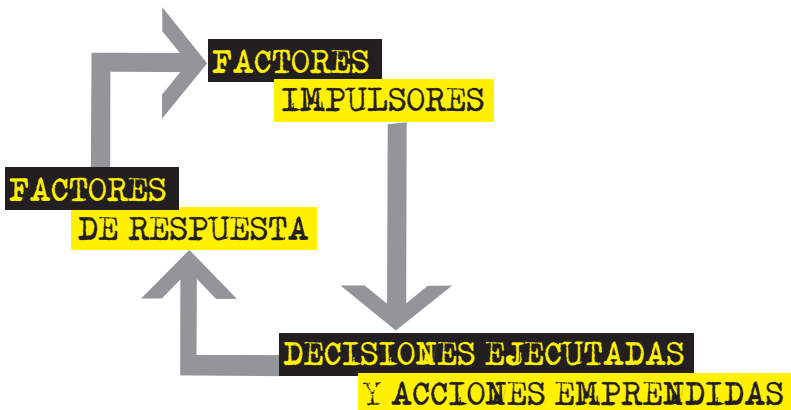 FACTORES
IMPULSORES
FACTORES
DE RESPUESTA
DECISIONES EJECUTADAS
Y ACCIONES EMPRENDIDAS